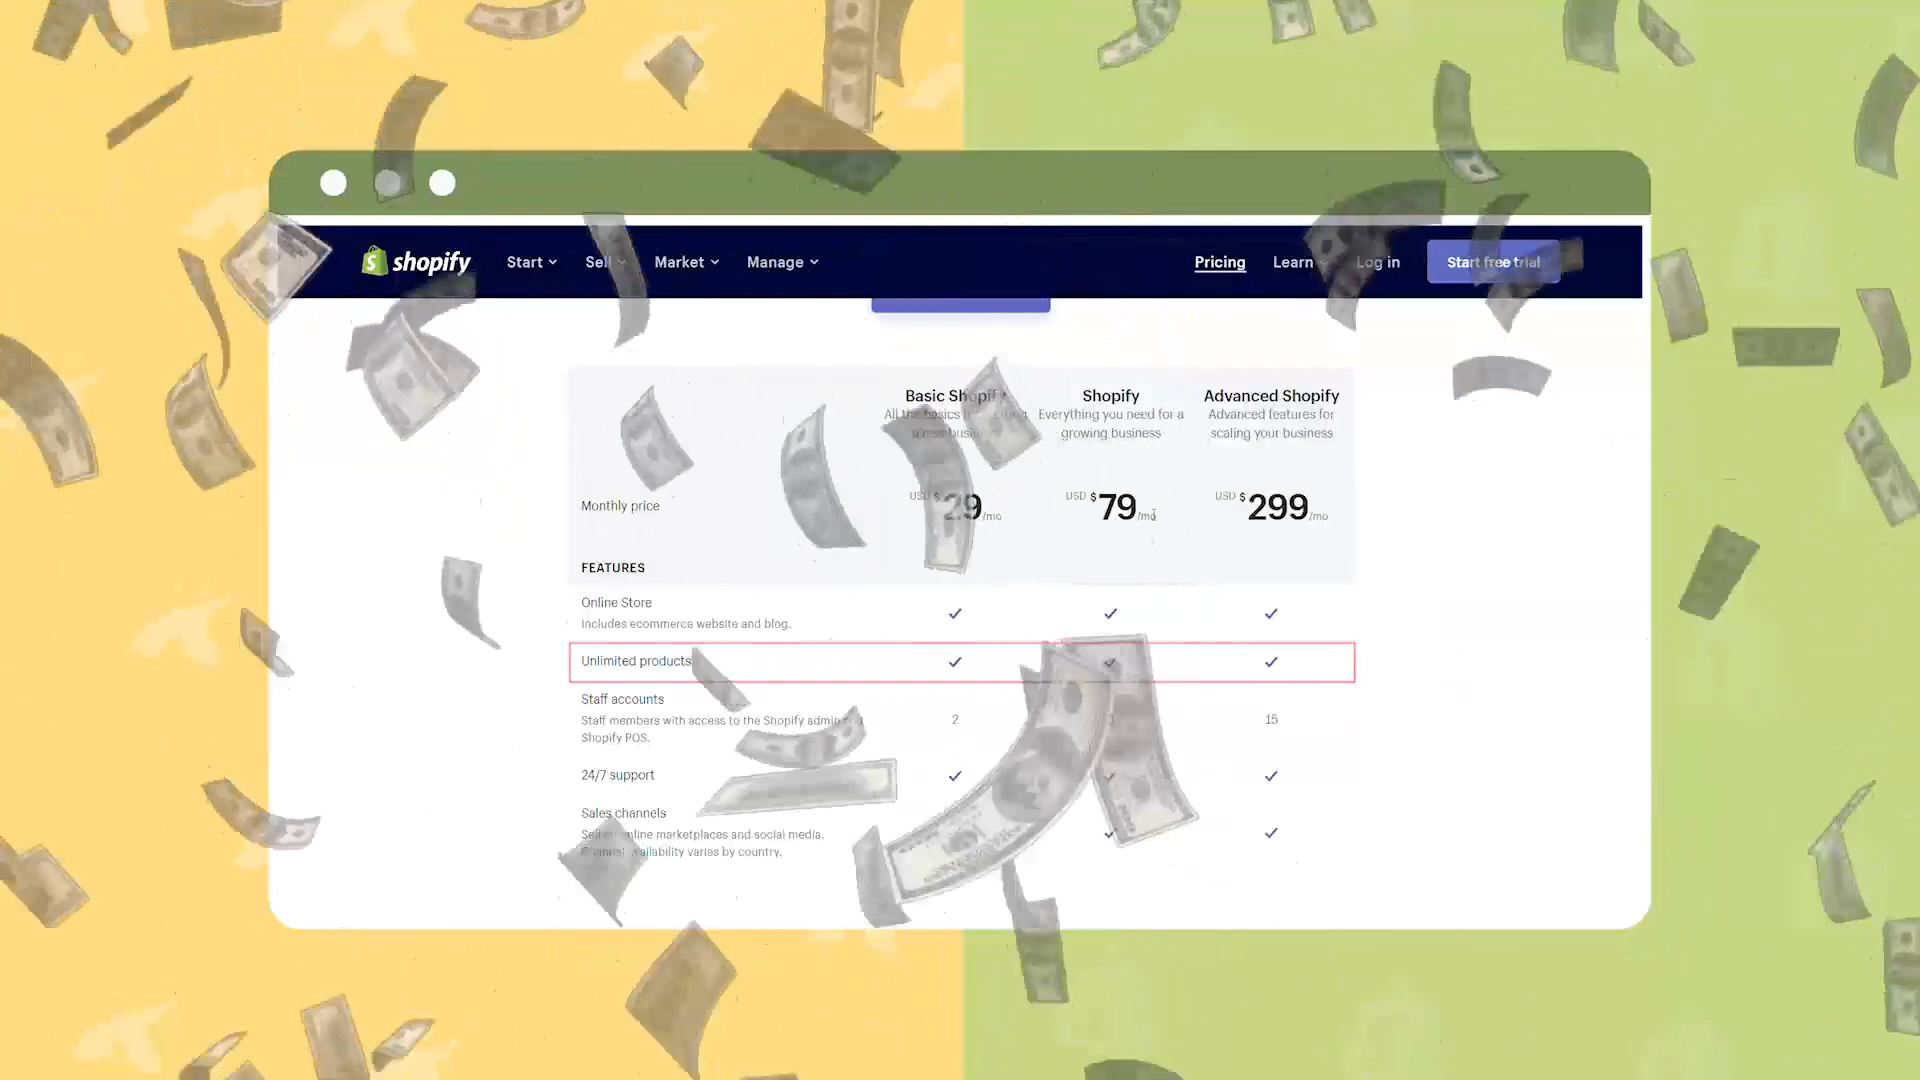 shopify Start Sell Market Manage Pricing Learn Log in Start free trial
Basic Shopify Shopify Advanced Shopify
All the basics Everything you need for a Advanced features for
growing business scaling your business
Monthly price USD $ 29 /mo USD $ 79 /mo USD $ 299 /mo
FEATURES
Online Store
Includes ecommerce website and blog.
Unlimited products
Staff accounts
Staff members with access to the Shopify admin 2 15
Shopify POS.
24/7 support
Sales channels
online marketplaces and social media.
varies by country.